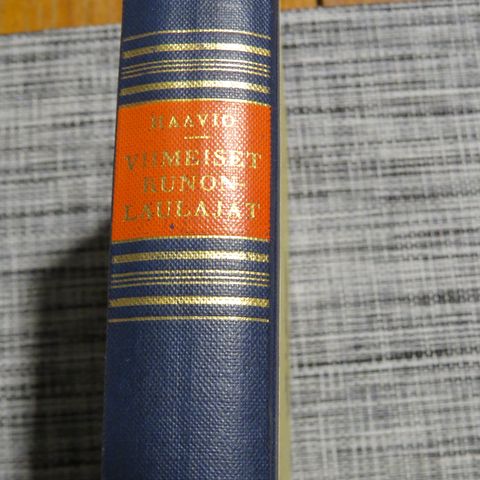 HAAVIO
VIIMEISET
RUNON-
LAULAJAT